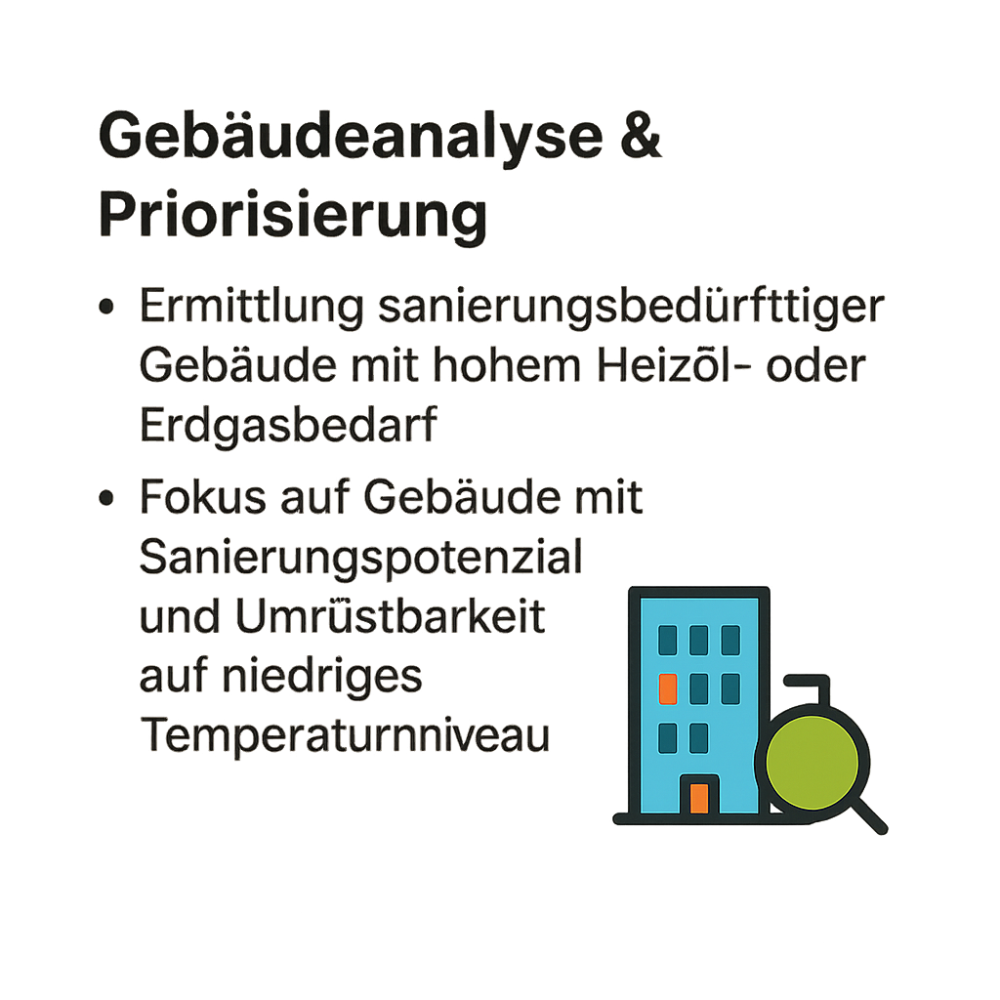 Gebäudeanalyse &
Priorisierung
• Ermittlung sanierungsbedürfttiger
Gebäude mit hohem Heizõl- oder
Erdgasbedarf
• Fokus auf Gebäude mit
Sanierungspotenzial
und Umrüstbarkeit
auf niedriges
Temperaturnniveau